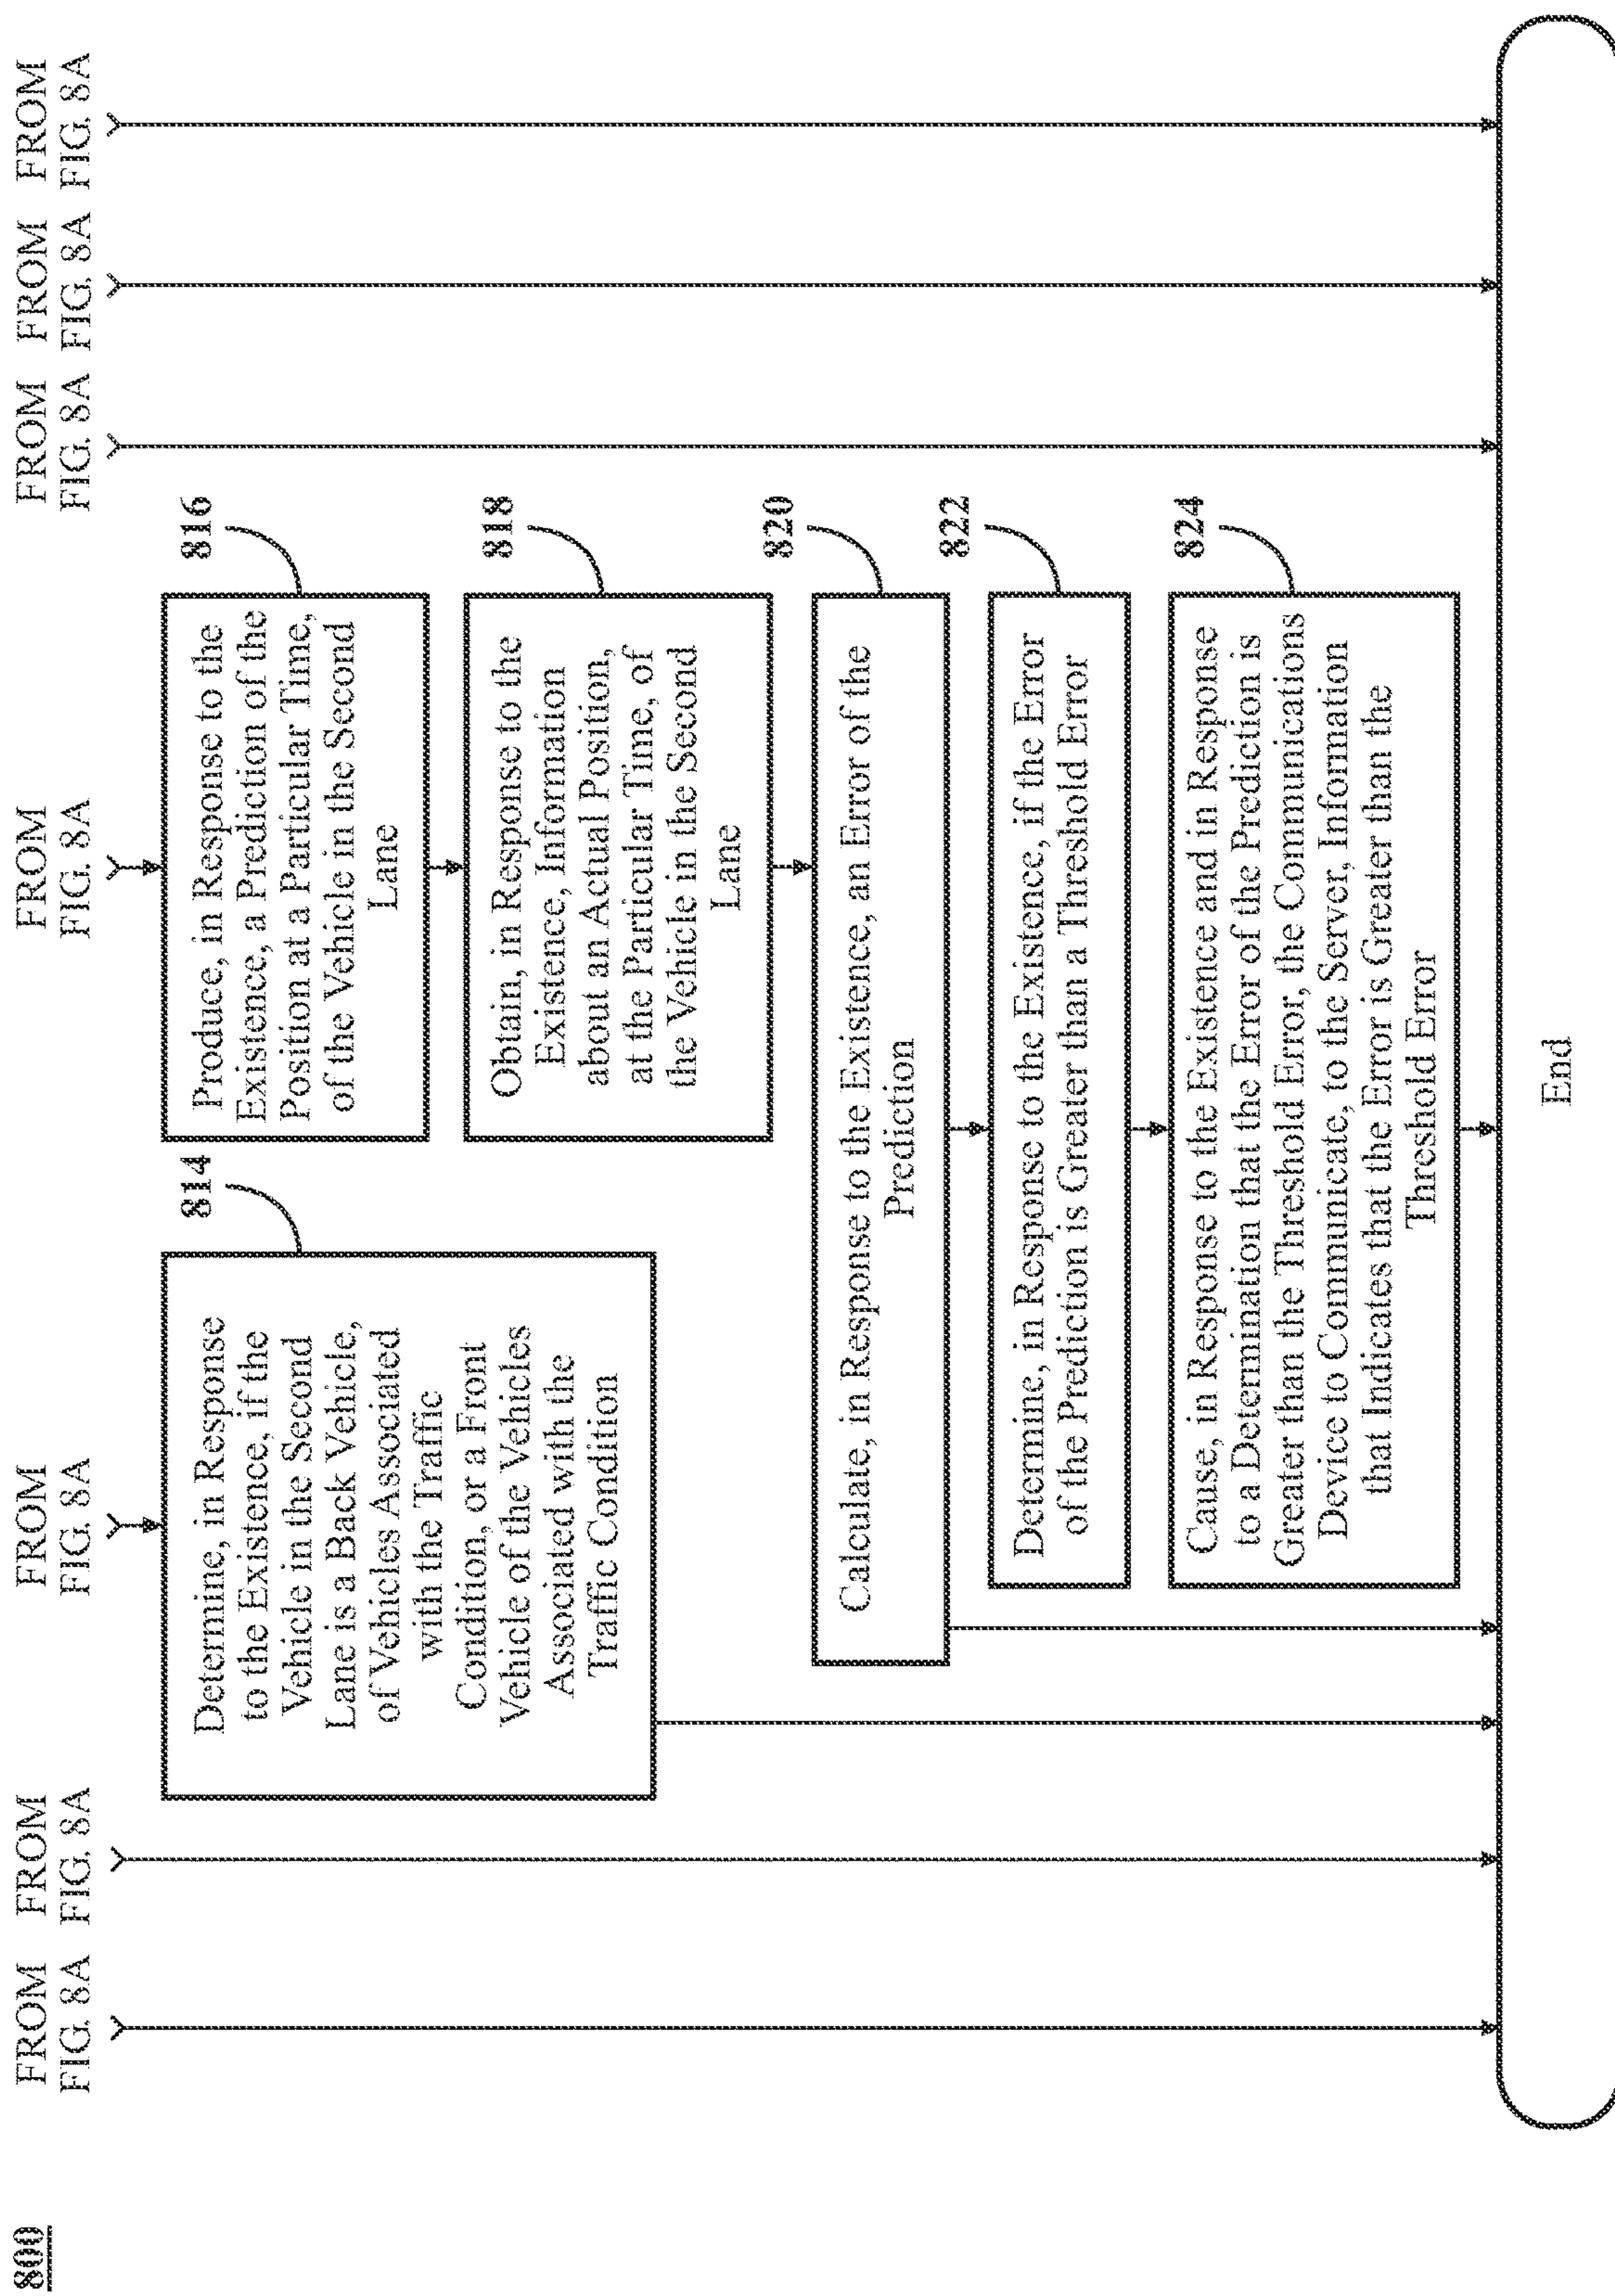 800
FROM
FIG. 8A
FROM
FIG. 8A
FROM
FIG. 8A
FROM
FIG. 8A
FROM
FIG. 8A
FROM
FIG. 8A
FROM
FIG. 8A
814
Determine, in Response
to the Existence, if the
Vehicle in the Second
Lane is a Back Vehicle,
of Vehicles Associated
with the Traffic
Condition, or a Front
Vehicle of the Vehicles
Associated with the
Traffic Condition
816
Produce, in Response to the
Existence, a Prediction of the
Position at a Particular Time,
of the Vehicle in the Second
Lane
818
Obtain, in Response to the
Existence, Information
about an Actual Position,
at the Particular Time, of
the Vehicle in the Second
Lane
820
Calculate, in Response to the Existence, an Error of the
Prediction
822
Determine, in Response to the Existence, if the Error
of the Prediction is Greater than a Threshold Error
824
Cause, in Response to the Existence and in Response
to a Determination that the Error of the Prediction is
Greater than the Threshold Error, the Communications
Device to Communicate, to the Server, Information
that Indicates that the Error is Greater than the
Threshold Error
End